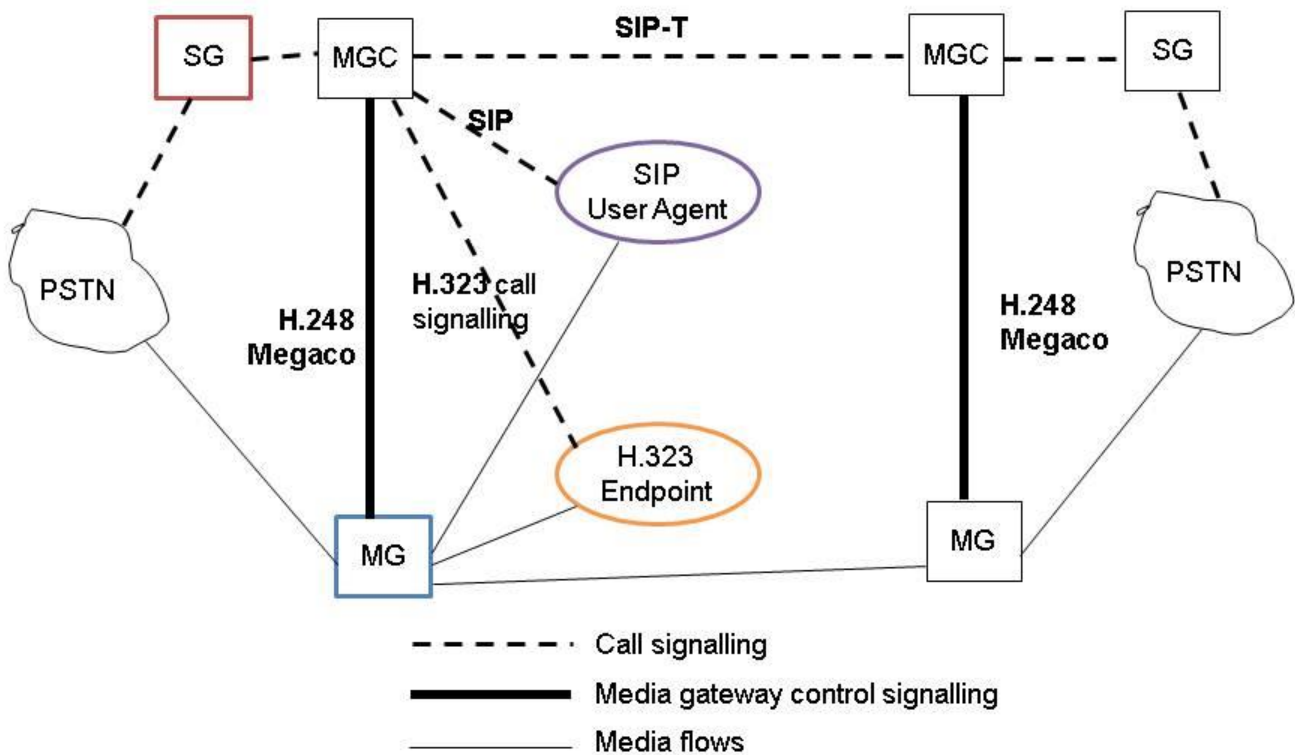 SIP-T
SG
MGC
MGC
SG
SIP
SIP
User Agent
PSTN
PSTN
H.323 call
signalling
H.248
Megaco
H.248
Megaco
H.323
Endpoint
MG
MG
Call signalling
Media gateway control signalling
Media flows